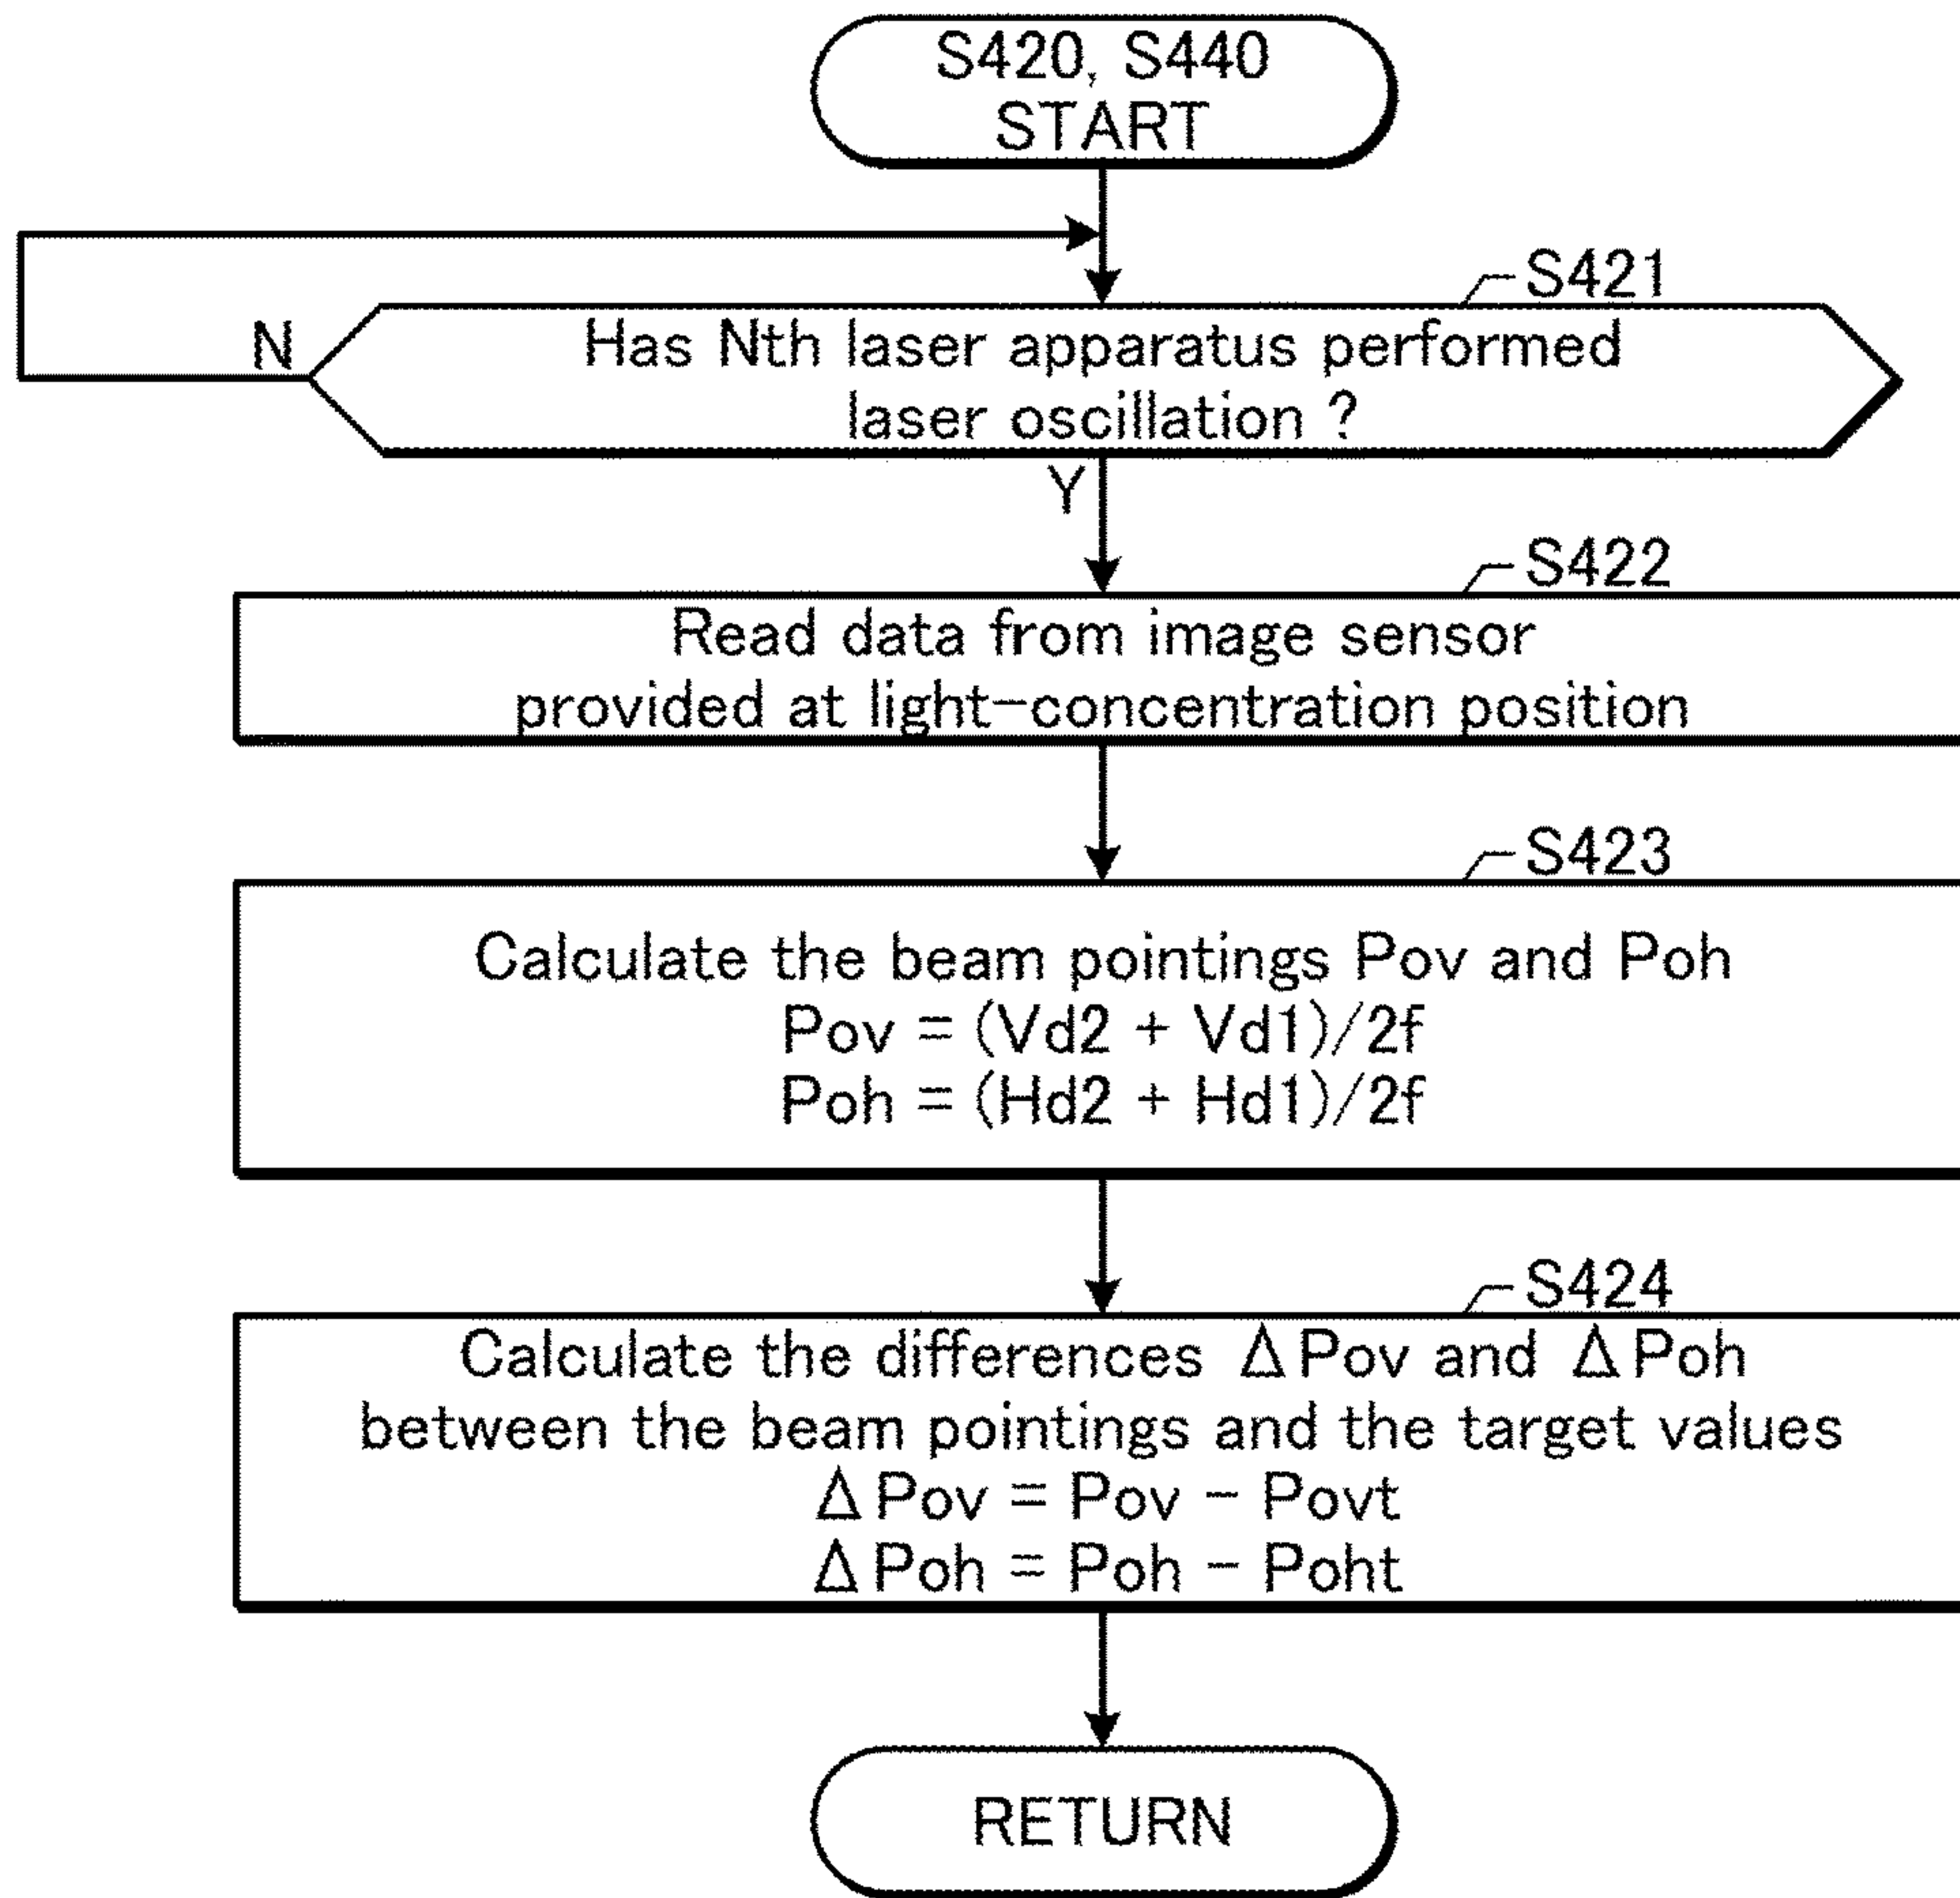 S420, S440
START
S421
N
Has Nth laser apparatus performed
laser oscillation ?
Y
S422
Read data from image sensor
provided at light-concentration position
S423
Calculate the beam pointings Pov and Poh
Pov = (Vd2 + Vd1)/2f
Poh = (Hd2 + Hd1)/2f
S424
Calculate the differences ΔPov and ΔPoh
between the beam pointings and the target values
ΔPov = Pov - Povt
ΔPoh = Poh - Poht
RETURN